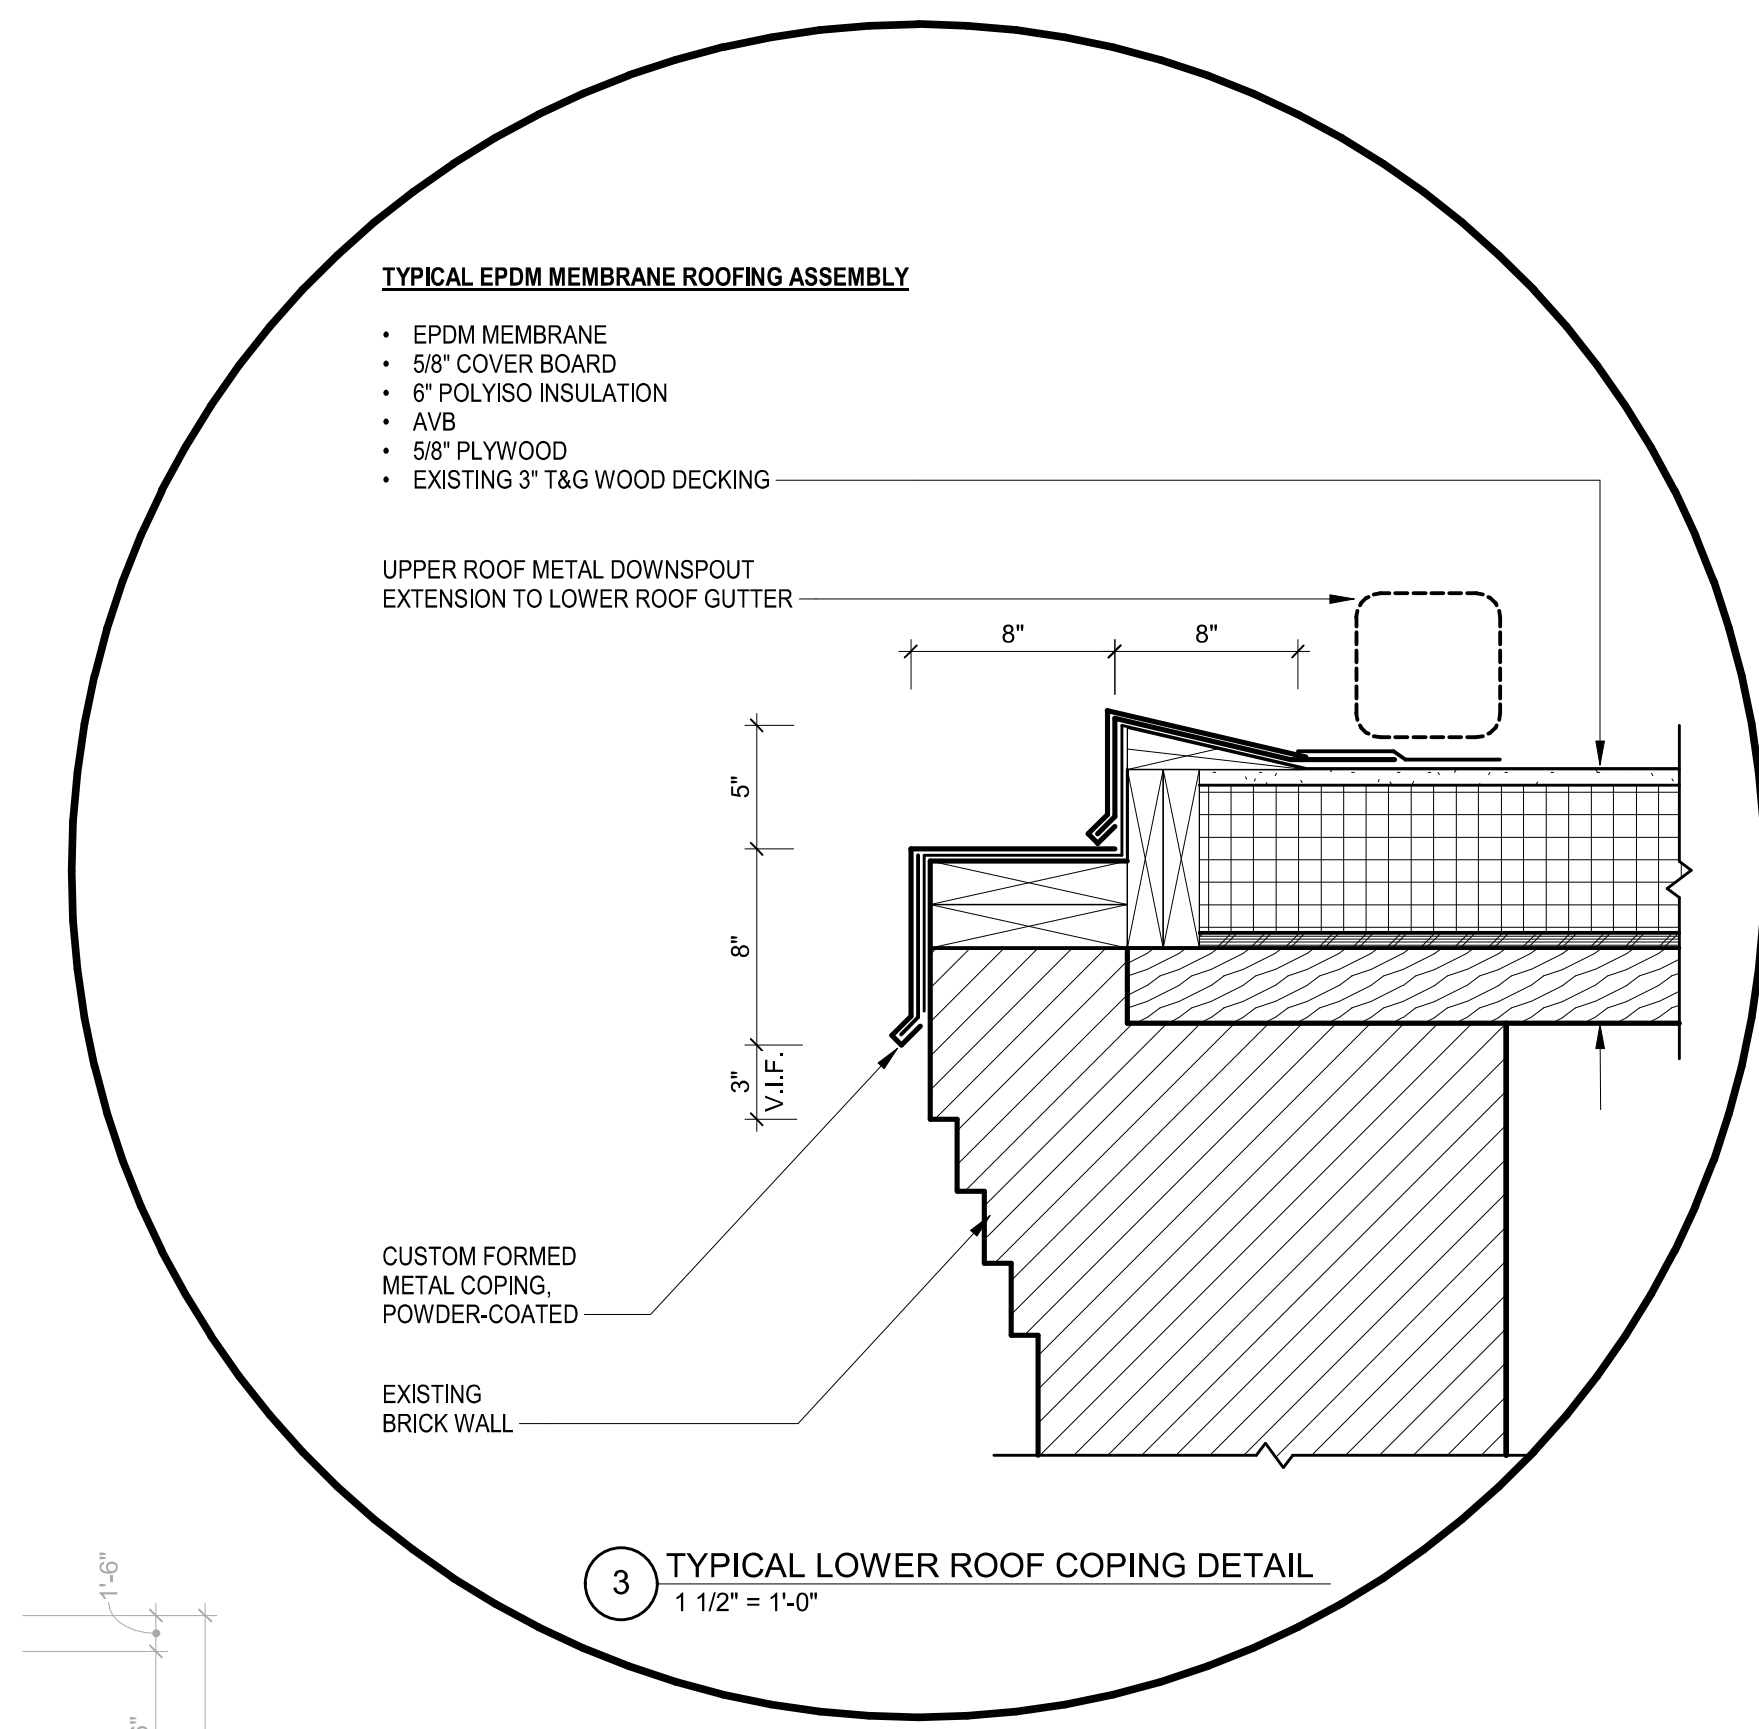 TYPICAL EPDM MEMBRANE ROOFING ASSEMBLY
• EPDM MEMBRANE
• 5/8" COVER BOARD
• 6" POLYISO INSULATION
• AVB
• 5/8" PLYWOOD
• EXISTING 3" T&G WOOD DECKING
UPPER ROOF METAL DOWNSPOUT
EXTENSION TO LOWER ROOF GUTTER
8"
8"
5"
8"
3"
V.I.F.
CUSTOM FORMED
METAL COPING,
POWDER-COATED
EXISTING
BRICK WALL
3
TYPICAL LOWER ROOF COPING DETAIL
1 1/2" = 1'-0"
1'-6"